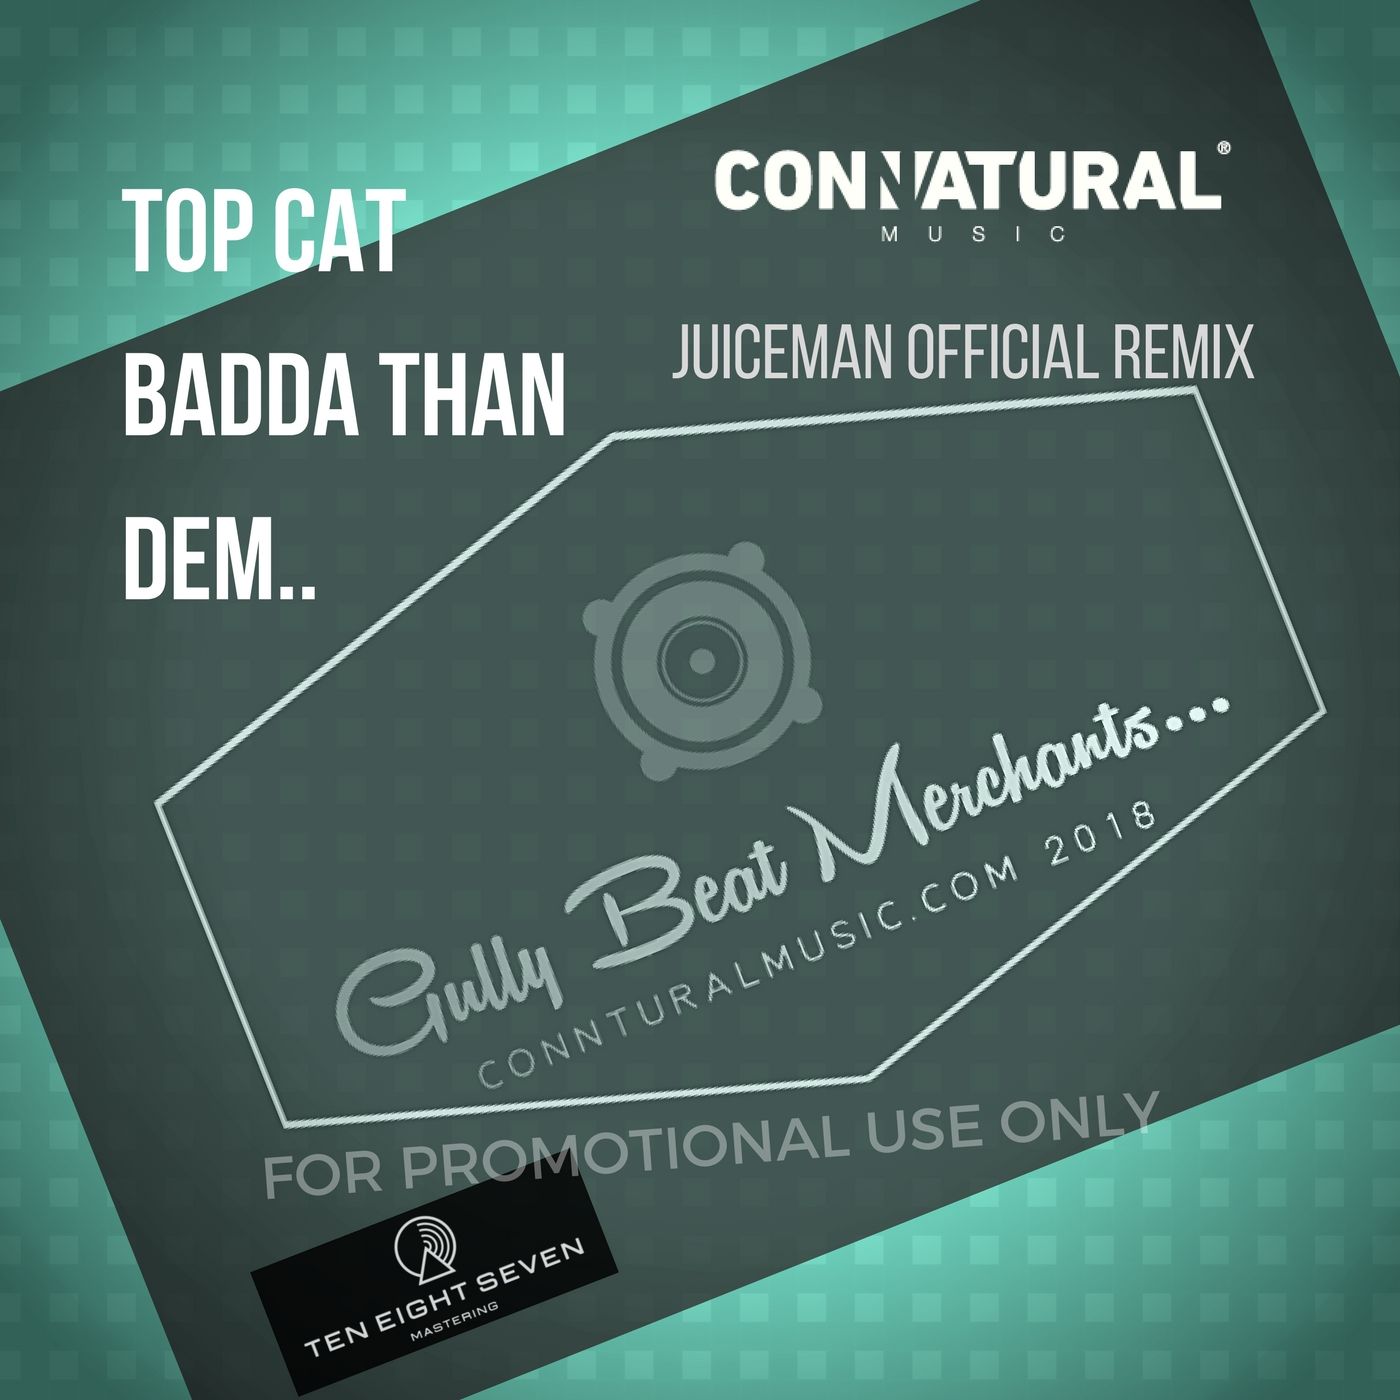 TOP CAT
BADDA THAN
DEM..
CONNATURAL®
MUSIC
JUICEMAN OFFICIAL REMIX
Gully Beat Merchants...
CONNTURALMUSIC.COM 2018
FOR PROMOTIONAL USE ONLY
TEN EIGHT SEVEN
MASTERING